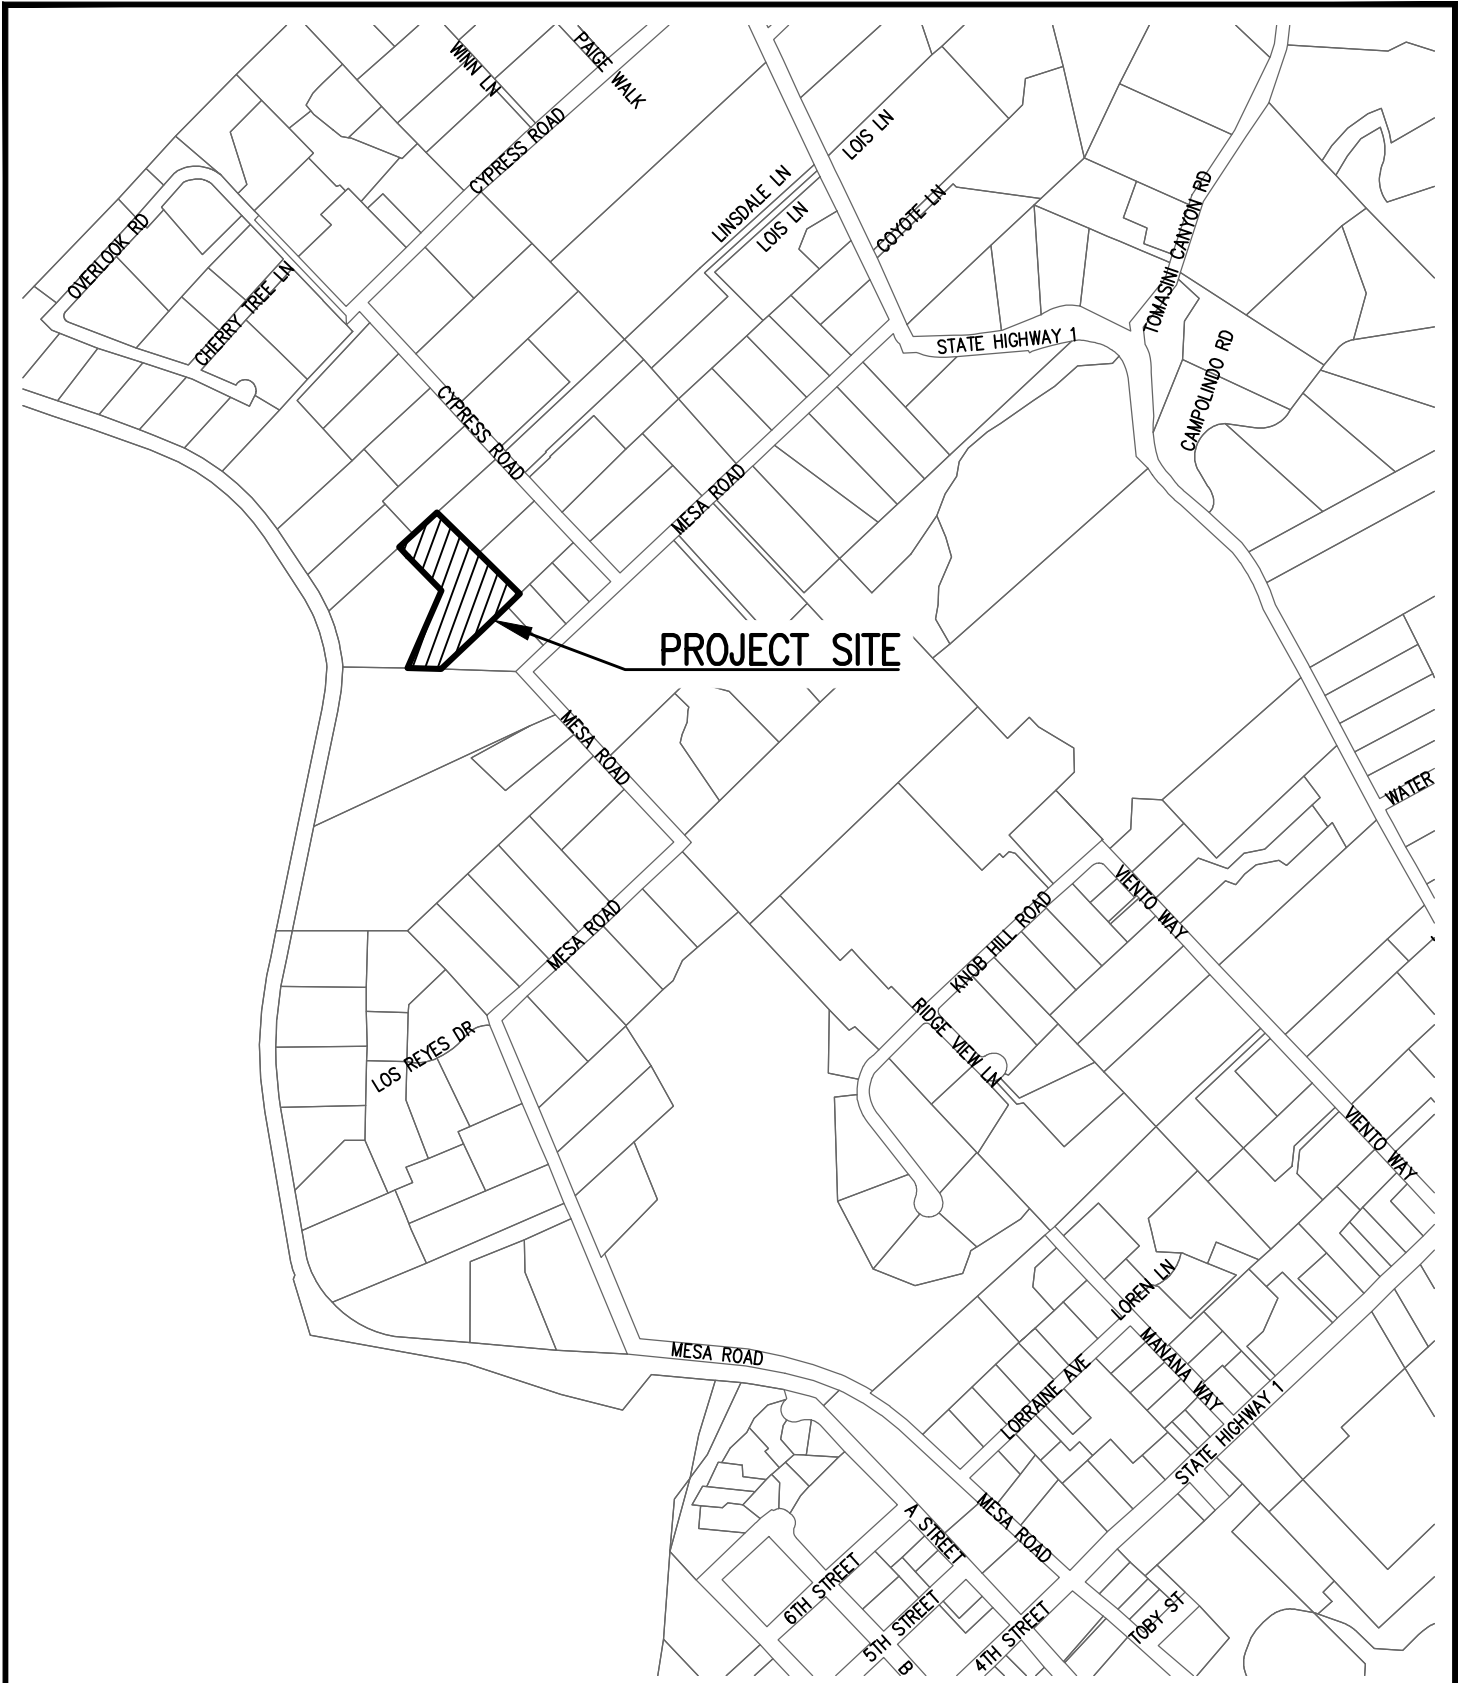 WINN LN
PAIGE WALK
CYPRESS ROAD
LOIS LN
LINSDALE LN
LOIS LN
COYOTE LN
TOMASINI CANYON RD
OVERLOOK RD
CHERRY TREE LN
STATE HIGHWAY 1
CAMPOLINDO RD
CYPRESS ROAD
MESA ROAD
PROJECT SITE
MESA ROAD
WATER
VIENTO WAY
KNOB HILL ROAD
MESA ROAD
RIDGE VIEW LN
LOS REYES DR
VIENTO WAY
LOREN LN
MESA ROAD
MANANA WAY
LORRAINE AVE
STATE HIGHWAY 1
MESA ROAD
A STREET
6TH STREET
5TH STREET
4TH STREET
TOBY ST
B